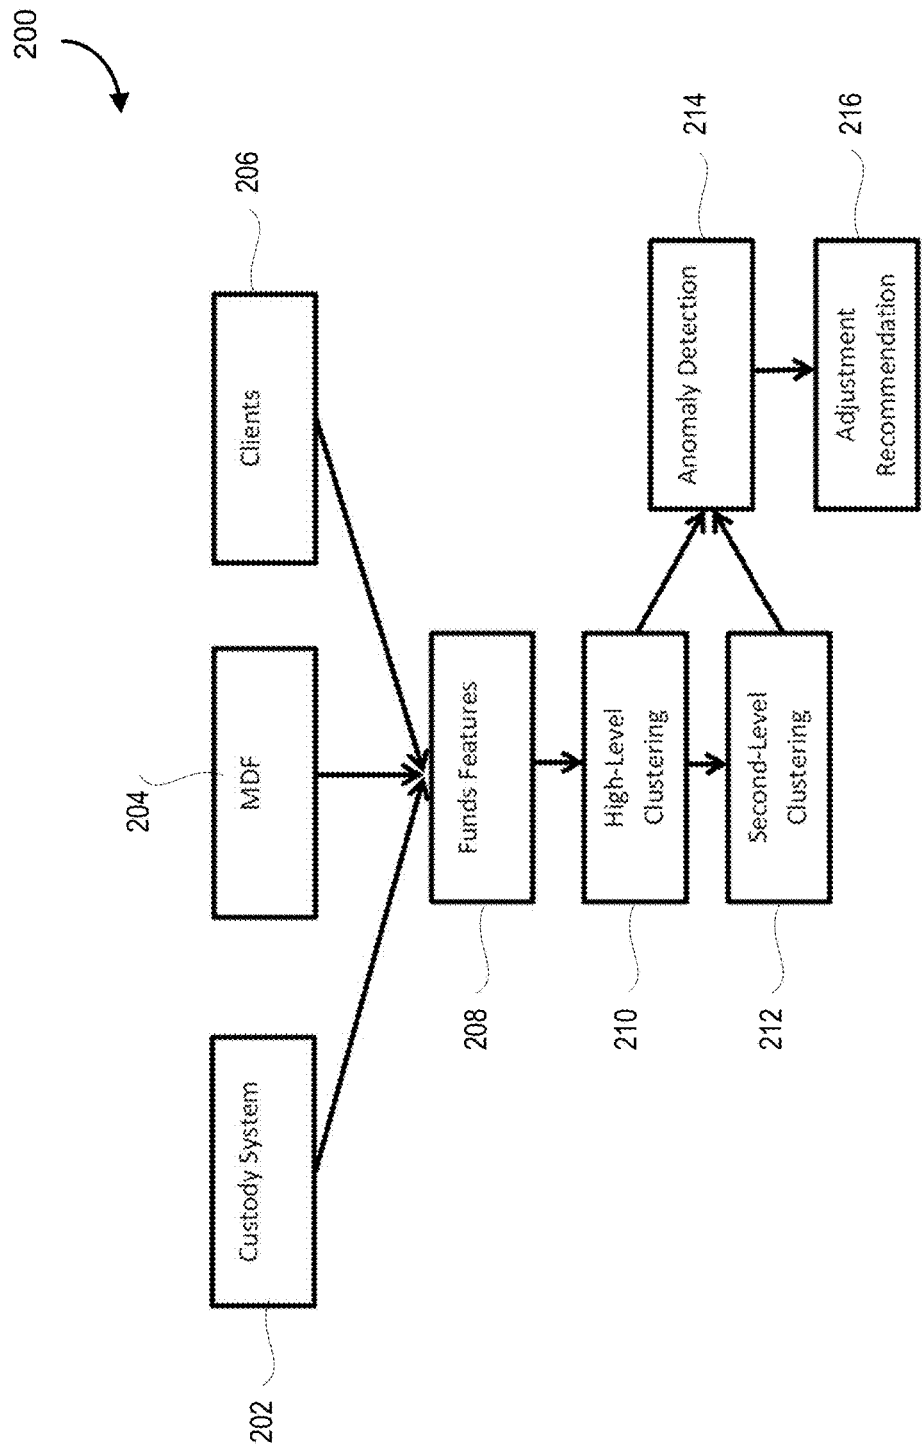 200
202
Custody System
204
MDF
206
Clients
208
Funds Features
210
High-Level
Clustering
212
Second-Level
Clustering
214
Anomaly Detection
216
Adjustment
Recommendation